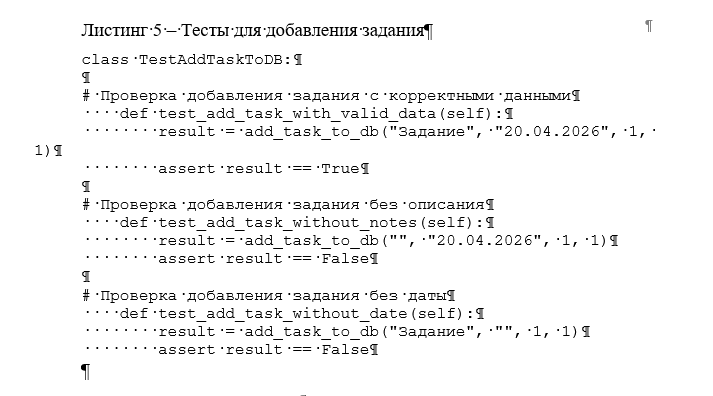 Листинг·5·–·Тесты·для·добавления·задания¶
¶
class·TestAddTaskToDB:¶
¶
#·Проверка·добавления·задания·с·корректными·данными¶
····def·test_add_task_with_valid_data(self):¶
········result·=·add_task_to_db("Задание",·"20.04.2026",·1,·
1)¶
········assert·result·==·True¶
¶
#·Проверка·добавления·задания·без·описания¶
····def·test_add_task_without_notes(self):¶
········result·=·add_task_to_db("",·"20.04.2026",·1,·1)¶
········assert·result·==·False¶
¶
#·Проверка·добавления·задания·без·даты¶
····def·test_add_task_without_date(self):¶
········result·=·add_task_to_db("Задание",·"",·1,·1)¶
········assert·result·==·False¶
¶